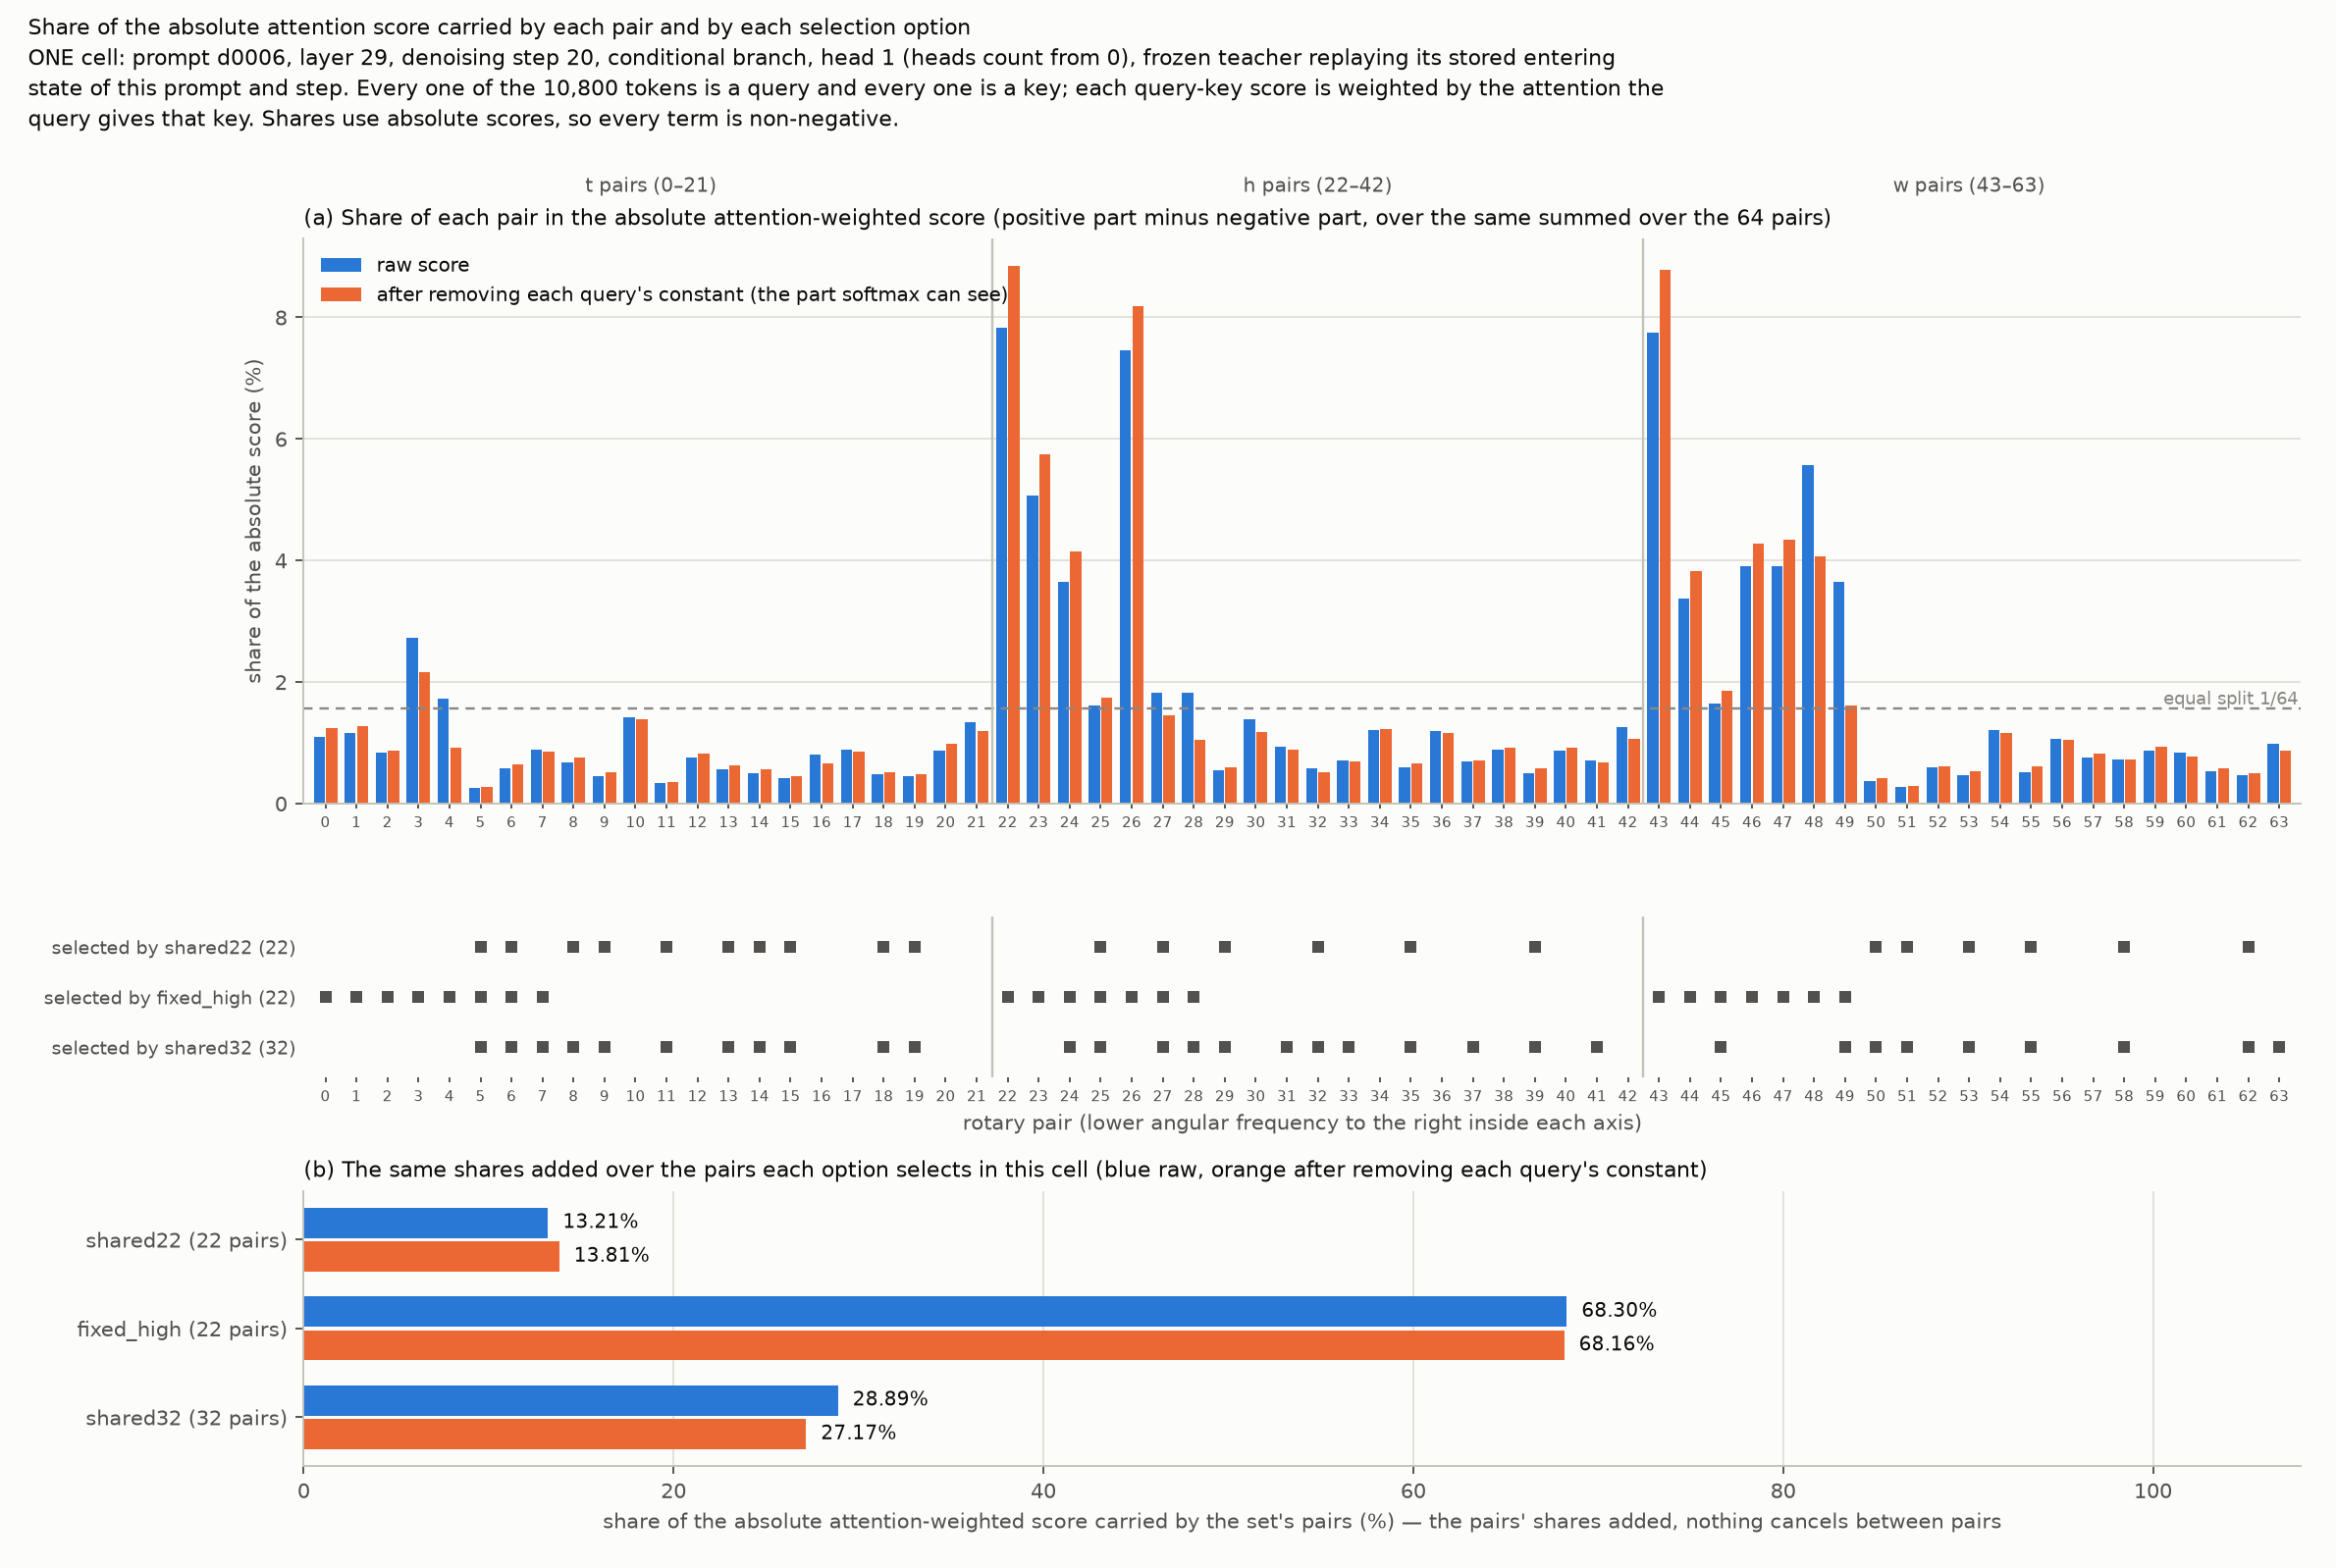 Share of the absolute attention score carried by each pair and by each selection option
ONE cell: prompt d0006, layer 29, denoising step 20, conditional branch, head 1 (heads count from 0), frozen teacher replaying its stored entering
state of this prompt and step. Every one of the 10,800 tokens is a query and every one is a key; each query-key score is weighted by the attention the
query gives that key. Shares use absolute scores, so every term is non-negative.
t pairs (0–21) h pairs (22–42) w pairs (43–63)
(a) Share of each pair in the absolute attention-weighted score (positive part minus negative part, over the same summed over the 64 pairs)
raw score
after removing each query's constant (the part softmax can see)
share of the absolute score (%)
8
6
4
2
0
equal split 1/64
0 1 2 3 4 5 6 7 8 9 10 11 12 13 14 15 16 17 18 19 20 21 22 23 24 25 26 27 28 29 30 31 32 33 34 35 36 37 38 39 40 41 42 43 44 45 46 47 48 49 50 51 52 53 54 55 56 57 58 59 60 61 62 63
selected by shared22 (22)
selected by fixed_high (22)
selected by shared32 (32)
0 1 2 3 4 5 6 7 8 9 10 11 12 13 14 15 16 17 18 19 20 21 22 23 24 25 26 27 28 29 30 31 32 33 34 35 36 37 38 39 40 41 42 43 44 45 46 47 48 49 50 51 52 53 54 55 56 57 58 59 60 61 62 63
rotary pair (lower angular frequency to the right inside each axis)
(b) The same shares added over the pairs each option selects in this cell (blue raw, orange after removing each query's constant)
shared22 (22 pairs)
13.21%
13.81%
fixed_high (22 pairs)
68.30%
68.16%
shared32 (32 pairs)
28.89%
27.17%
0 20 40 60 80 100
share of the absolute attention-weighted score carried by the set's pairs (%) — the pairs' shares added, nothing cancels between pairs